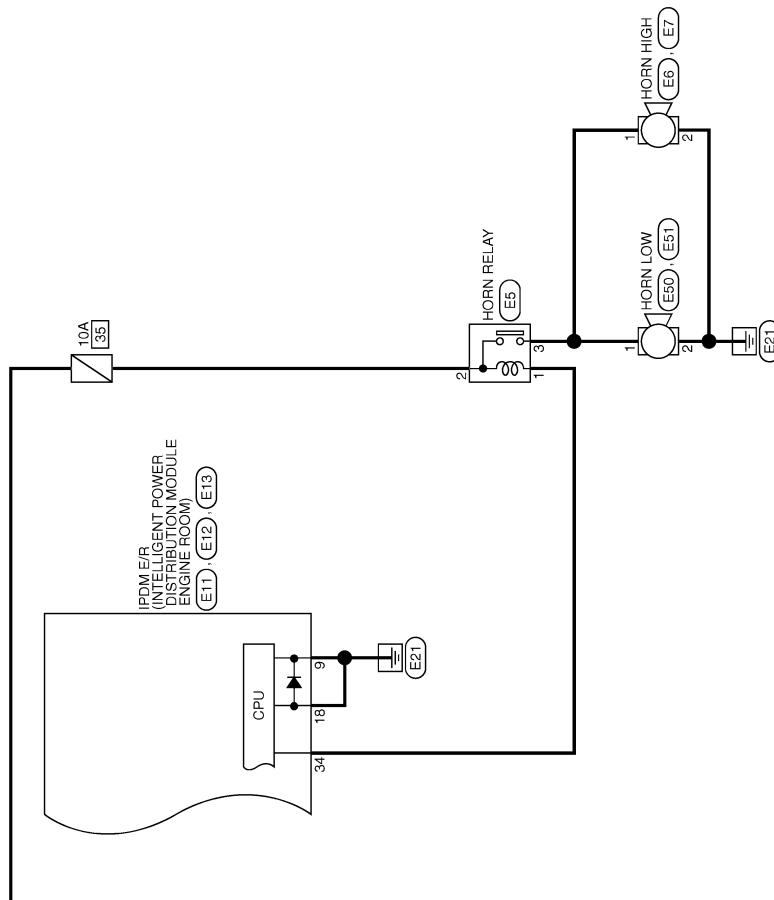 IPDM E/R
(INTELLIGENT POWER
DISTRIBUTION MODULE
ENGINE ROOM)
E11 , E12 , E13
CPU
34
18
9
E21
10A
35
HORN RELAY
E5
2
1
3
HORN LOW
E50 , E51
1
2
HORN HIGH
E6 , E7
1
2
E21